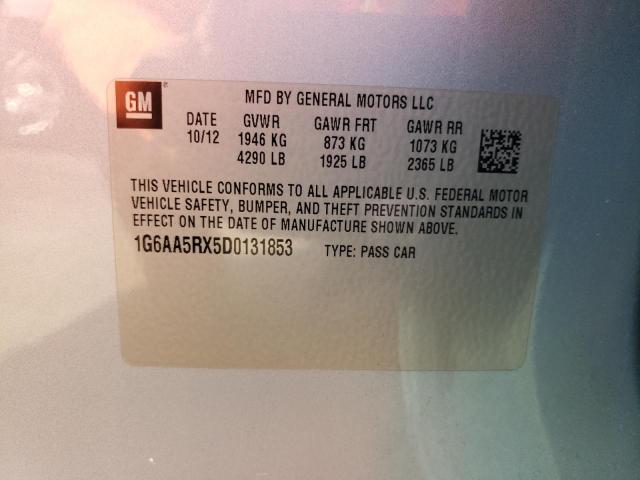 GM
MFD BY GENERAL MOTORS LLC
DATE GVWR GAWR FRT GAWR RR
10/12 1946 KG 873 KG 1073 KG
4290 LB 1925 LB 2365 LB
THIS VEHICLE CONFORMS TO ALL APPLICABLE U.S. FEDERAL MOTOR
VEHICLE SAFETY, BUMPER, AND THEFT PREVENTION STANDARDS IN
EFFECT ON THE DATE OF MANUFACTURE SHOWN ABOVE.
1G6AA5RX5D0131853 TYPE: PASS CAR